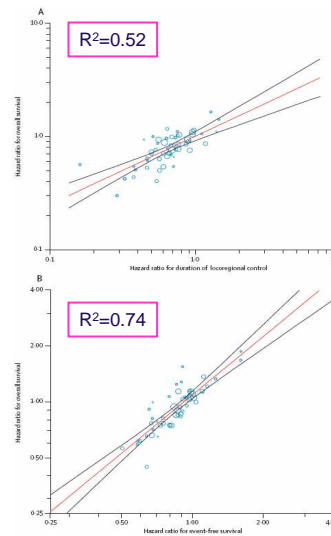 A
R²=0.52
10·0
1·0
0·1
Hazard ratio for overall survival
0·1
1·0
Hazard ratio for duration of locoregional control
B
R²=0.74
4·00
2·00
1·00
0·50
0·25
Hazard ratio for overall survival
0·25
0·50
1·00
2·00
Hazard ratio for event-free survival